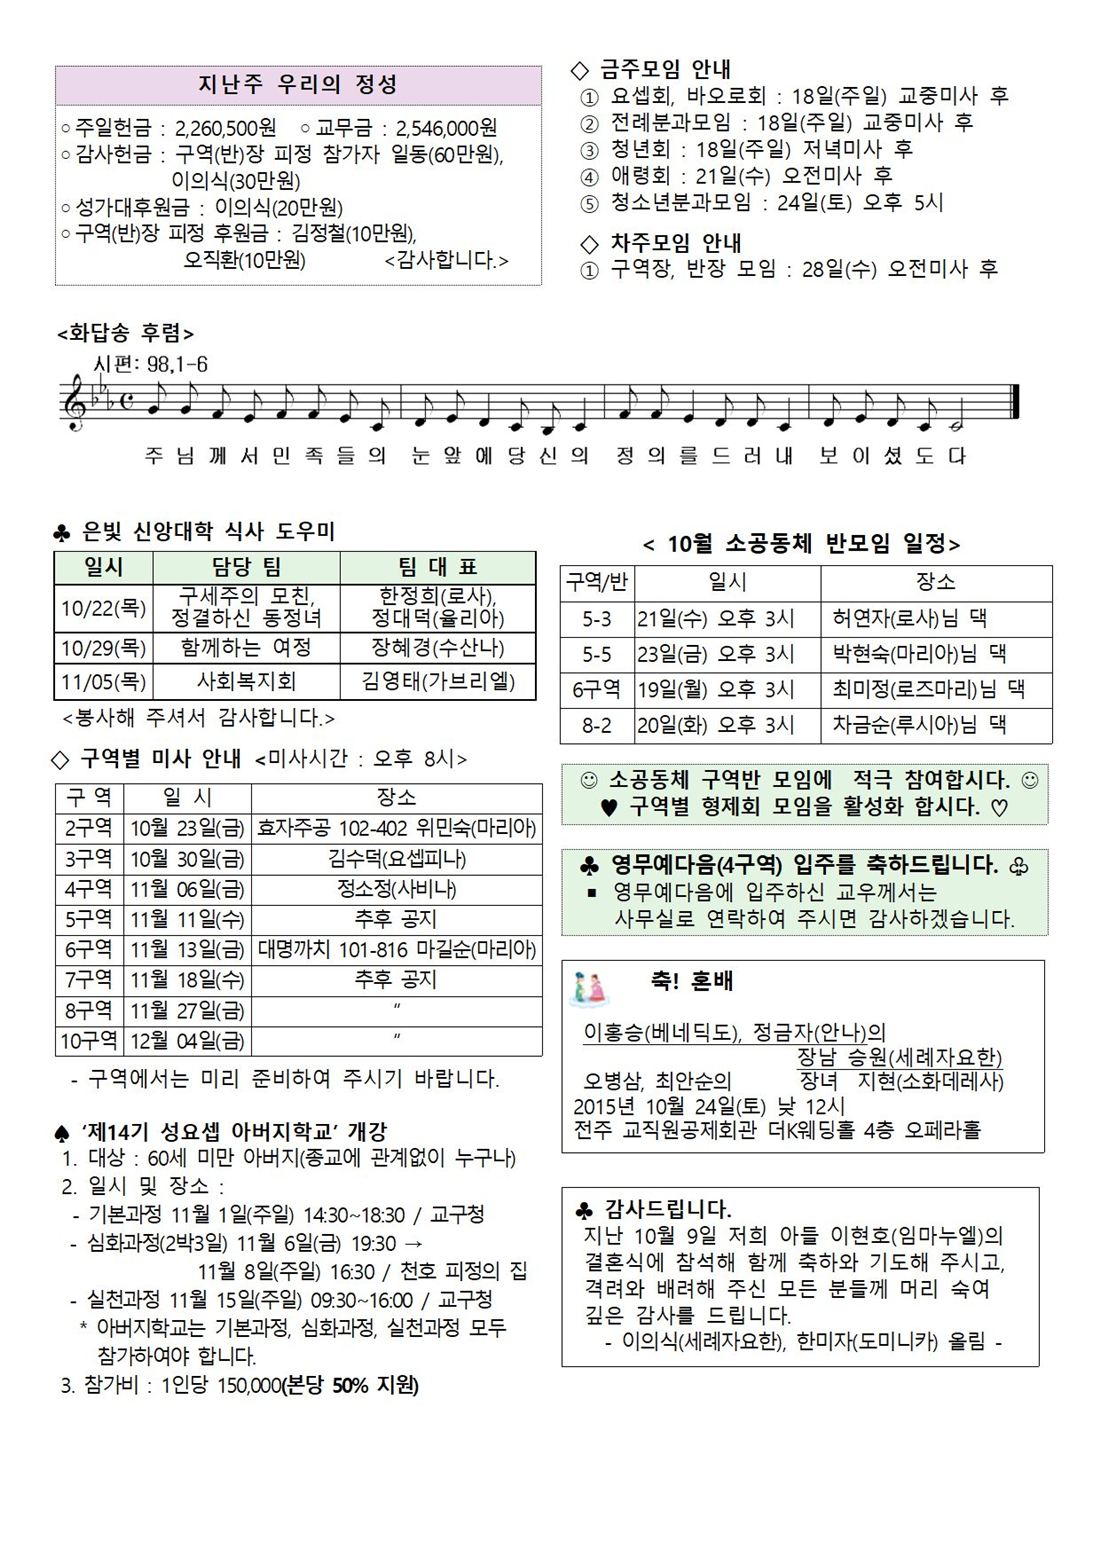 지난주 우리의 정성
○ 주일헌금 : 2,260,500원 ○ 교무금 : 2,546,000원
○ 감사헌금 : 구역(반)장 피정 참가자 일동(60만원),
이의식(30만원)
○ 성가대후원금 : 이의식(20만원)
○ 구역(반)장 피정 후원금 : 김정철(10만원),
오직환(10만원) <감사합니다.>
◇ 금주모임 안내
① 요셉회, 바오로회 : 18일(주일) 교중미사 후
② 전례분과모임 : 18일(주일) 교중미사 후
③ 청년회 : 18일(주일) 저녁미사 후
④ 애령회 : 21일(수) 오전미사 후
⑤ 청소년분과모임 : 24일(토) 오후 5시
◇ 차주모임 안내
① 구역장, 반장 모임 : 28일(수) 오전미사 후
<화답송 후렴>
시편: 98,1-6
주 님 께 서 민 족 들 의 눈 앞 에 당 신 의 정 의 를 드 러 내 보 이 셨 도 다
♣ 은빛 신앙대학 식사 도우미
일시 담당 팀 팀 대 표
10/22(목) 구세주의 모친, 정결하신 동정녀 한정희(로사), 정대덕(율리아)
10/29(목) 함께하는 여정 장혜경(수산나)
11/05(목) 사회복지회 김영태(가브리엘)
<봉사해 주셔서 감사합니다.>
◇ 구역별 미사 안내 <미사시간 : 오후 8시>
구 역 일 시 장소
2구역 10월 23일(금) 효자주공 102-402 위민숙(마리아)
3구역 10월 30일(금) 김수덕(요셉피나)
4구역 11월 06일(금) 정소정(사비나)
5구역 11월 11일(수) 추후 공지
6구역 11월 13일(금) 대명까치 101-816 마길순(마리아)
7구역 11월 18일(수) 추후 공지
8구역 11월 27일(금) 〃
10구역 12월 04일(금) 〃
- 구역에서는 미리 준비하여 주시기 바랍니다.
♠ ‘제14기 성요셉 아버지학교’ 개강
1. 대상 : 60세 미만 아버지(종교에 관계없이 누구나)
2. 일시 및 장소 :
- 기본과정 11월 1일(주일) 14:30~18:30 / 교구청
- 심화과정(2박3일) 11월 6일(금) 19:30 →
11월 8일(주일) 16:30 / 천호 피정의 집
- 실천과정 11월 15일(주일) 09:30~16:00 / 교구청
* 아버지학교는 기본과정, 심화과정, 실천과정 모두
참가하여야 합니다.
3. 참가비 : 1인당 150,000(본당 50% 지원)
< 10월 소공동체 반모임 일정>
구역/반 일시 장소
5-3 21일(수) 오후 3시 허연자(로사)님 댁
5-5 23일(금) 오후 3시 박현숙(마리아)님 댁
6구역 19일(월) 오후 3시 최미정(로즈마리)님 댁
8-2 20일(화) 오후 3시 차금순(루시아)님 댁
☺ 소공동체 구역반 모임에 적극 참여합시다. ☺
♥ 구역별 형제회 모임을 활성화 합시다. ♡
♣ 영무예다음(4구역) 입주를 축하드립니다. ♧
▪ 영무예다음에 입주하신 교우께서는
사무실로 연락하여 주시면 감사하겠습니다.
축! 혼배
이홍승(베네딕도), 정금자(안나)의
장남 승원(세례자요한)
오병삼, 최안순의 장녀 지현(소화데레사)
2015년 10월 24일(토) 낮 12시
전주 교직원공제회관 더K웨딩홀 4층 오페라홀
♣ 감사드립니다.
지난 10월 9일 저희 아들 이현호(임마누엘)의
결혼식에 참석해 함께 축하와 기도해 주시고,
격려와 배려해 주신 모든 분들께 머리 숙여
깊은 감사를 드립니다.
- 이의식(세례자요한), 한미자(도미니카) 올림 -